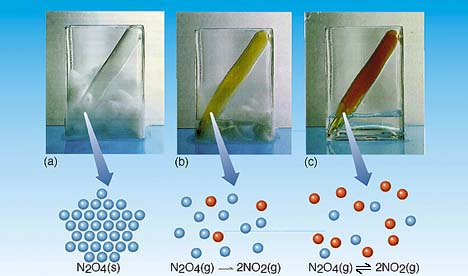 (a)
(b)
(c)
N2O4(s)
N2O4(g) → 2NO2(g)
N2O4(g) ⇌ 2NO2(g)